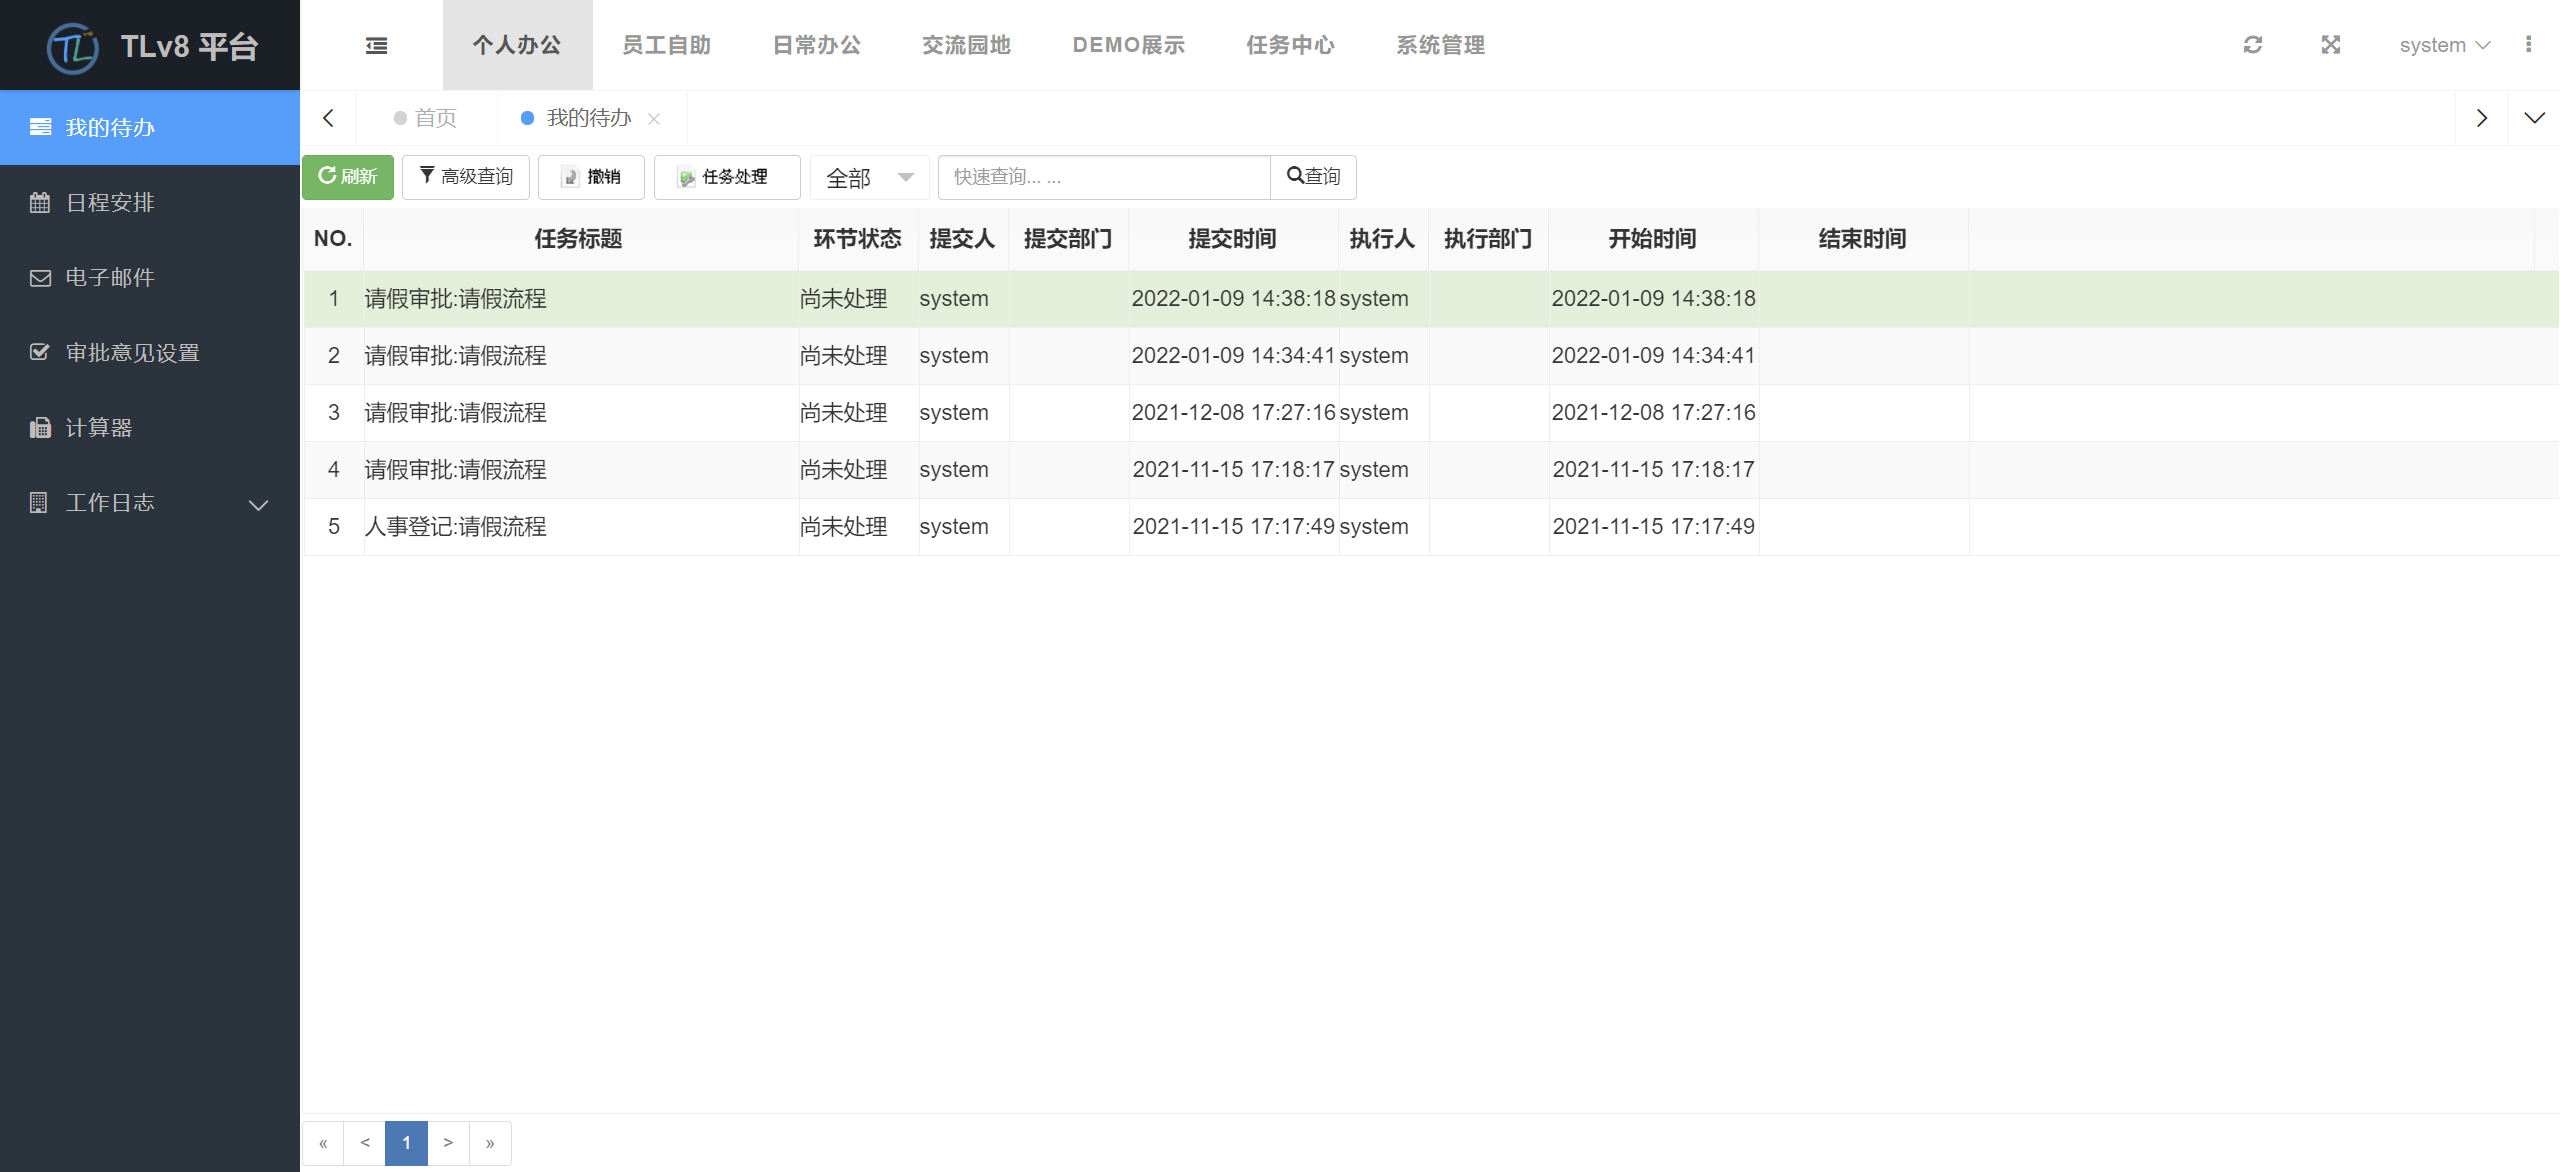 TLv8 平台
个人办公 员工自助 日常办公 交流园地 DEMO展示 任务中心 系统管理 system
首页 我的待办
我的待办
日程安排
电子邮件
审批意见设置
计算器
工作日志
刷新 高级查询 撤销 任务处理 全部 快速查询... ... 查询
NO. 任务标题 环节状态 提交人 提交部门 提交时间 执行人 执行部门 开始时间 结束时间
1 请假审批:请假流程 尚未处理 system 2022-01-09 14:38:18 system 2022-01-09 14:38:18
2 请假审批:请假流程 尚未处理 system 2022-01-09 14:34:41 system 2022-01-09 14:34:41
3 请假审批:请假流程 尚未处理 system 2021-12-08 17:27:16 system 2021-12-08 17:27:16
4 请假审批:请假流程 尚未处理 system 2021-11-15 17:18:17 system 2021-11-15 17:18:17
5 人事登记:请假流程 尚未处理 system 2021-11-15 17:17:49 system 2021-11-15 17:17:49
« < 1 > »